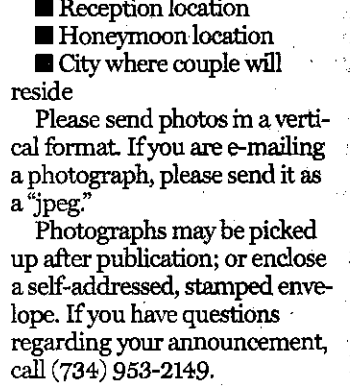 ■ Reception location
■ Honeymoon location
■ City where couple will
reside
Please send photos in a verti-
cal format. If you are e-mailing
a photograph, please send it as
a "jpeg."
Photographs may be picked
up after publication; or enclose
a self-addressed, stamped enve-
lope. If you have questions
regarding your announcement,
call (734) 953-2149.